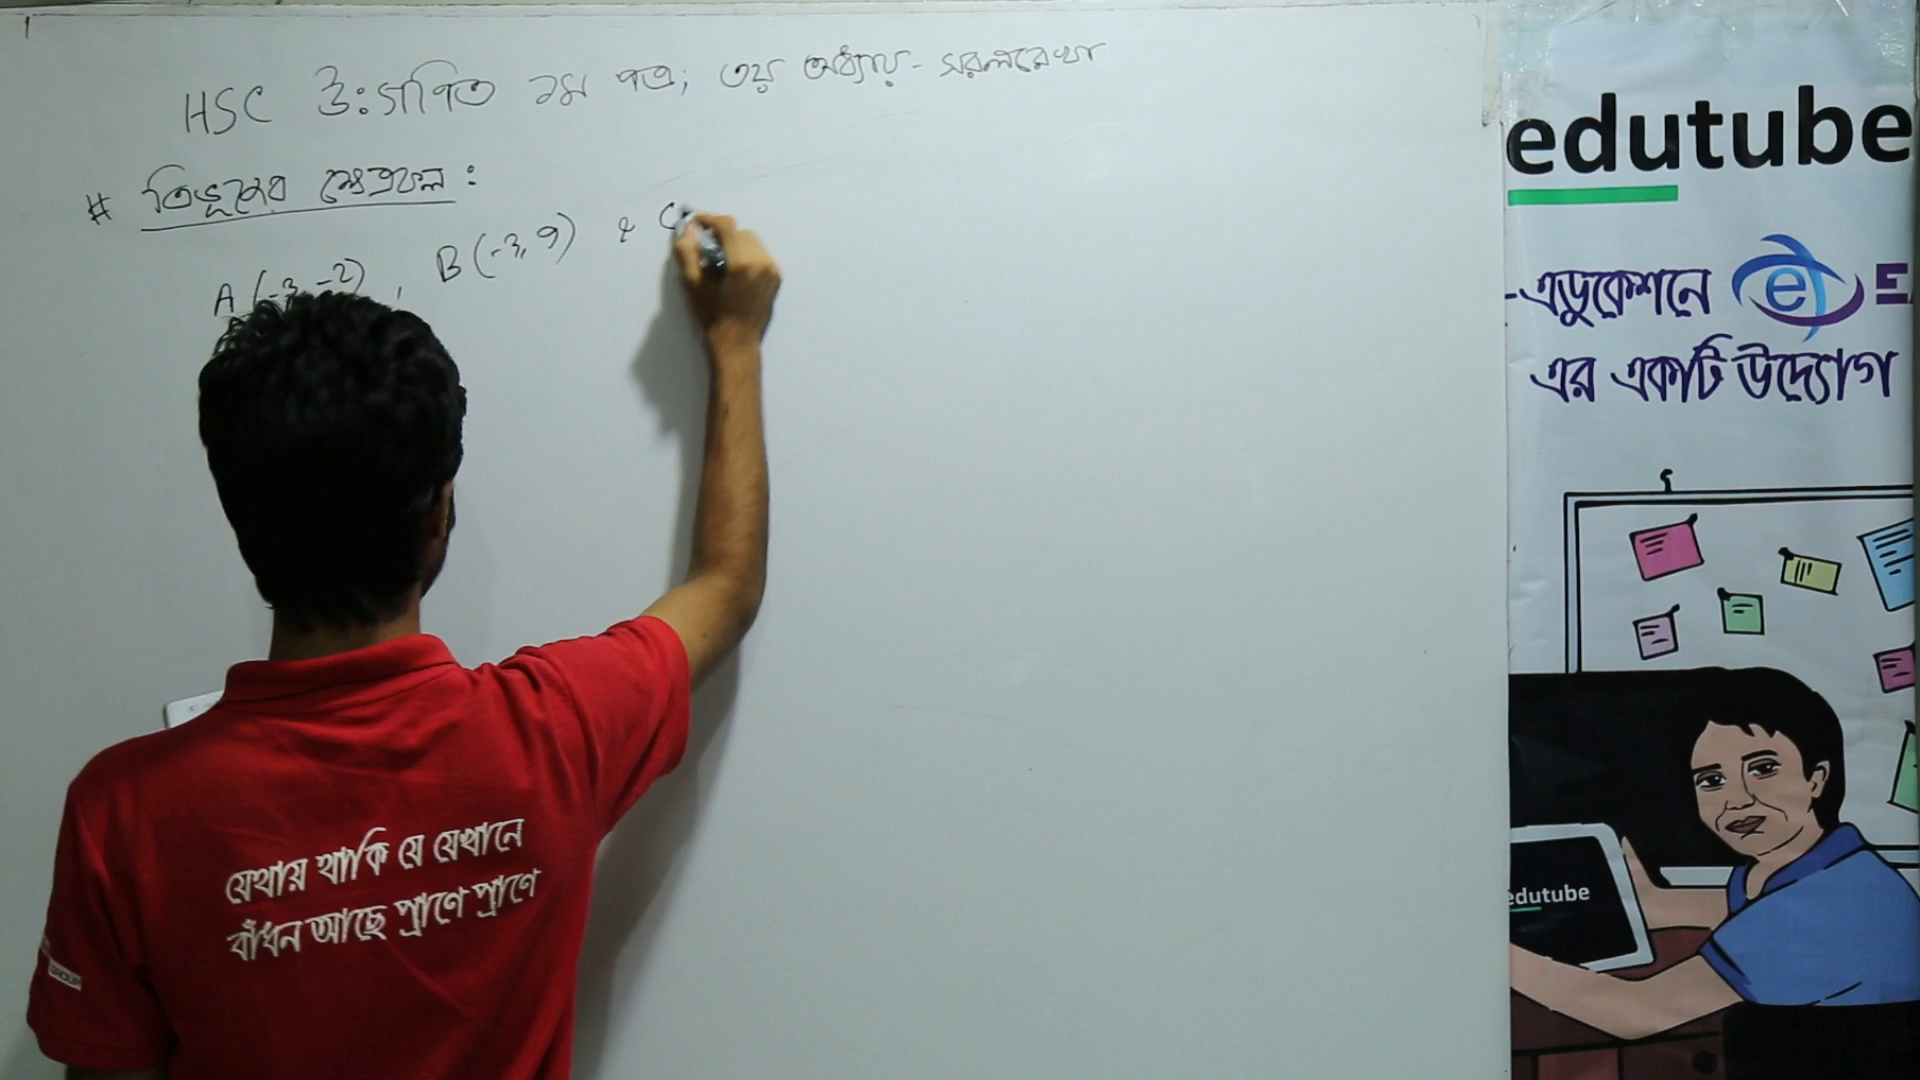 HSC উঃগণিত ১ম পত্র; ৩য় অধ্যায়- সরলরেখা
# ত্রিভূজের ক্ষেত্রফল :
A (-3, -2) , B (-3, 9) & C
যেথায় থাকি যে যেখানে
বাঁধন আছে প্রাণে প্রাণে
GROUP
edutube
-এডুকেশনে e E
এর একটি উদ্যোগ
edutube